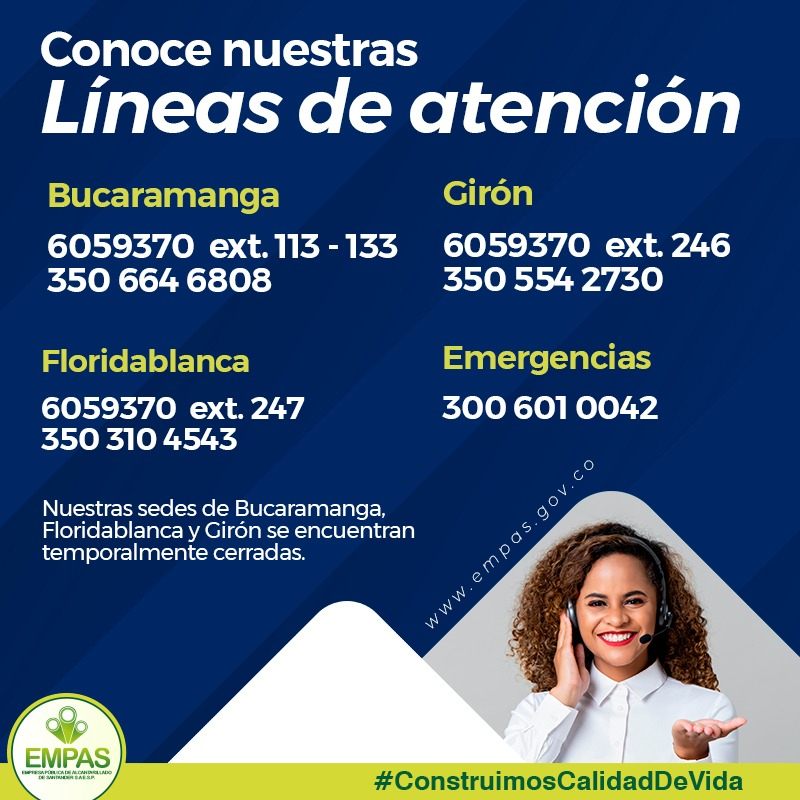 Conoce nuestras
Líneas de atención
Bucaramanga
6059370 ext. 113 - 133
350 664 6808
Girón
6059370 ext. 246
350 554 2730
Floridablanca
6059370 ext. 247
350 310 4543
Emergencias
300 601 0042
Nuestras sedes de Bucaramanga,
Floridablanca y Girón se encuentran
temporalmente cerradas.
www.empas.gov.co
EMPAS
EMPRESA PÚBLICA DE ALCANTARILLADO
DE SANTANDER S.A E.S.P.
#ConstruimosCalidadDeVida